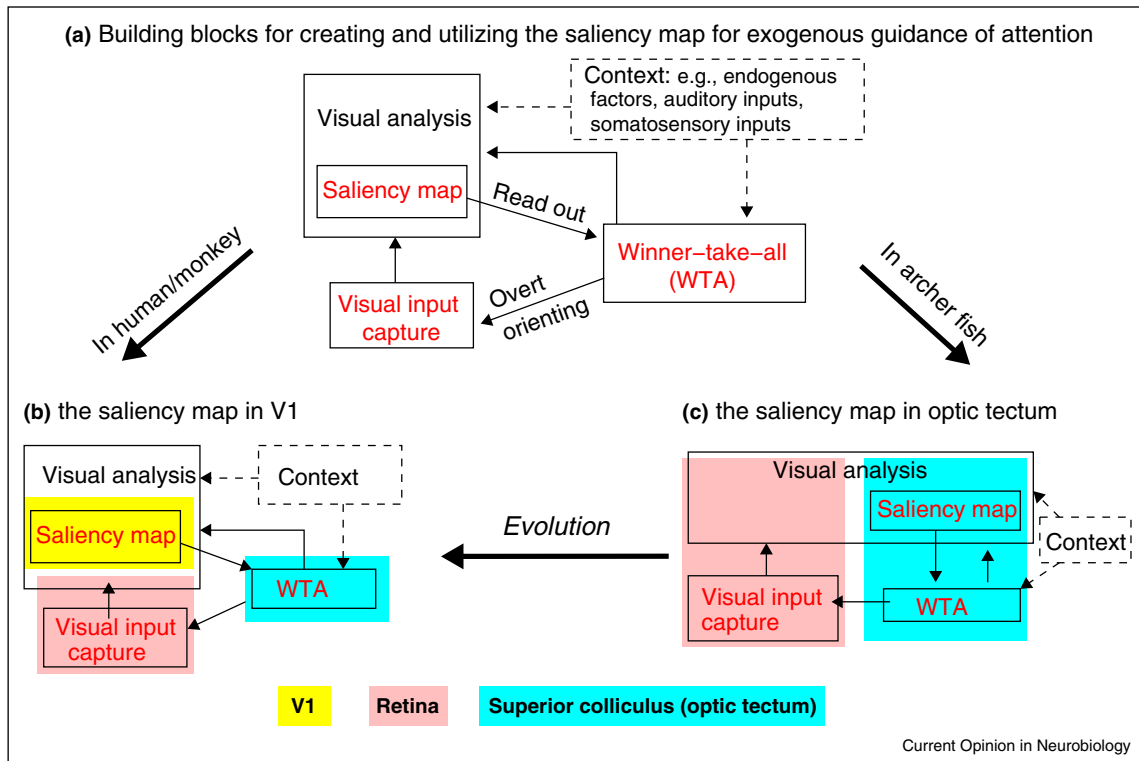 (a) Building blocks for creating and utilizing the saliency map for exogenous guidance of attention
Context: e.g., endogenous
factors, auditory inputs,
somatosensory inputs
Visual analysis
Saliency map
Read out
Winner−take−all
(WTA)
Overt
orienting
Visual input
capture
In human/monkey
In archer fish
(b) the saliency map in V1
Visual analysis
Context
Saliency map
WTA
Visual input
capture
Evolution
(c) the saliency map in optic tectum
Visual analysis
Saliency map
Context
Visual input
capture
WTA
V1
Retina
Superior colliculus (optic tectum)
Current Opinion in Neurobiology